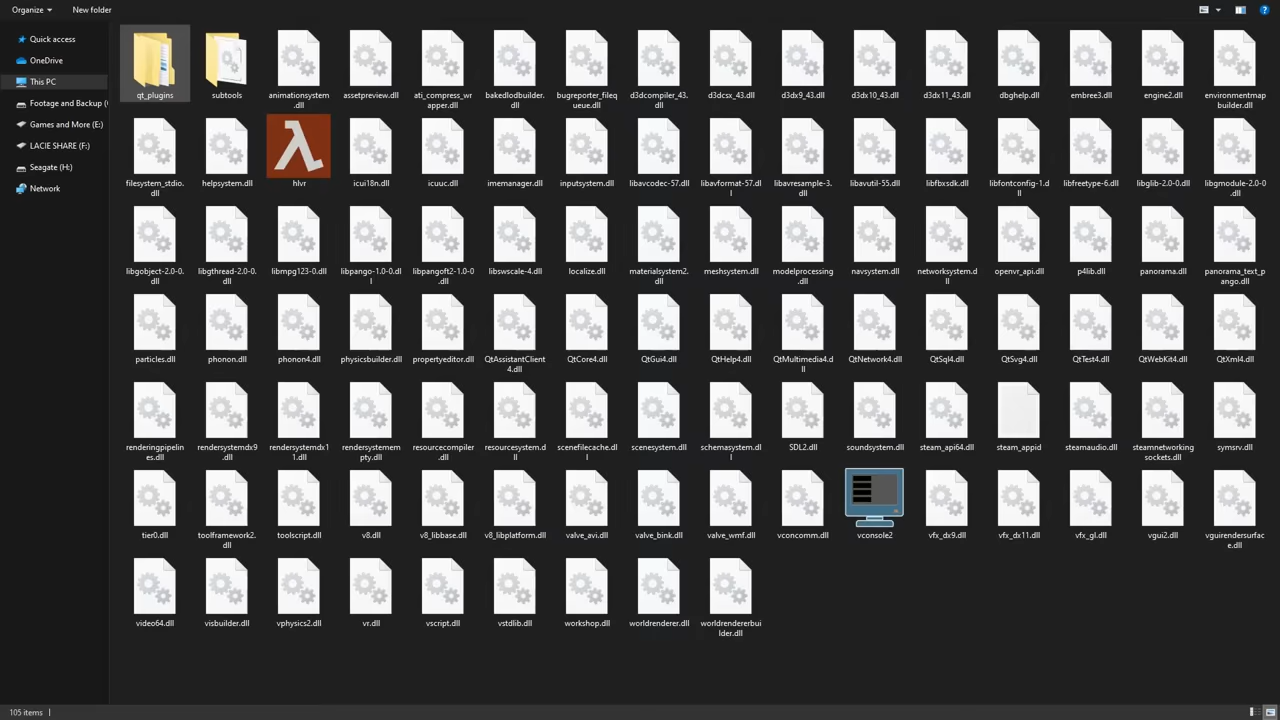 Organize
New folder
Quick access
OneDrive
This PC
Footage and Backup (
Games and More (E:)
LACIE SHARE (F:)
Seagate (H:)
Network
qt_plugins
subtools
animationsystem
.dll
assetpreview.dll
ati_compress_wr
apper.dll
bakedlodbuilder.
dll
bugreporter_fileq
ueue.dll
d3dcompiler_43.
dll
d3dcsx_43.dll
d3dx9_43.dll
d3dx10_43.dll
d3dx11_43.dll
dbghelp.dll
embree3.dll
engine2.dll
environmentmap
builder.dll
filesystem_stdio.
dll
helpsystem.dll
hlvr
icui18n.dll
icuuc.dll
imemanager.dll
inputsystem.dll
libavcodec-57.dll
libavformat-57.dl
l
libavresample-3.
dll
libavutil-55.dll
libfbxsdk.dll
libfontconfig-1.d
ll
libfreetype-6.dll
libglib-2.0-0.dll
libgmodule-2.0-0
.dll
libgobject-2.0-0.
dll
libgthread-2.0-0.
dll
libmpg123-0.dll
libpango-1.0-0.dl
l
libpangoft2-1.0-0
.dll
libswscale-4.dll
localize.dll
materialsystem2.
dll
meshsystem.dll
modelprocessing
.dll
navsystem.dll
networksystem.d
ll
openvr_api.dll
p4lib.dll
panorama.dll
panorama_text_p
ango.dll
particles.dll
phonon.dll
phonon4.dll
physicsbuilder.dll
propertyeditor.dll
QtAssistantClient
4.dll
QtCore4.dll
QtGui4.dll
QtHelp4.dll
QtMultimedia4.d
ll
QtNetwork4.dll
QtSql4.dll
QtSvg4.dll
QtTest4.dll
QtWebKit4.dll
QtXml4.dll
renderingpipelin
es.dll
rendersystemdx9
.dll
rendersystemdx1
1.dll
rendersystemem
pty.dll
resourcecompiler
.dll
resourcesystem.d
ll
scenefilecache.dl
l
scenesystem.dll
schemasystem.dl
l
SDL2.dll
soundsystem.dll
steam_api64.dll
steam_appid
steamaudio.dll
steamnetworking
sockets.dll
symsrv.dll
tier0.dll
toolframework2.
dll
toolscript.dll
v8.dll
v8_libbase.dll
v8_libplatform.dll
valve_avi.dll
valve_bink.dll
valve_wmf.dll
vconcomm.dll
vconsole2
vfx_dx9.dll
vfx_dx11.dll
vfx_gl.dll
vgui2.dll
vguirendersurfac
e.dll
video64.dll
visbuilder.dll
vphysics2.dll
vr.dll
vscript.dll
vstdlib.dll
workshop.dll
worldrenderer.dll
worldrendererbui
lder.dll
105 items